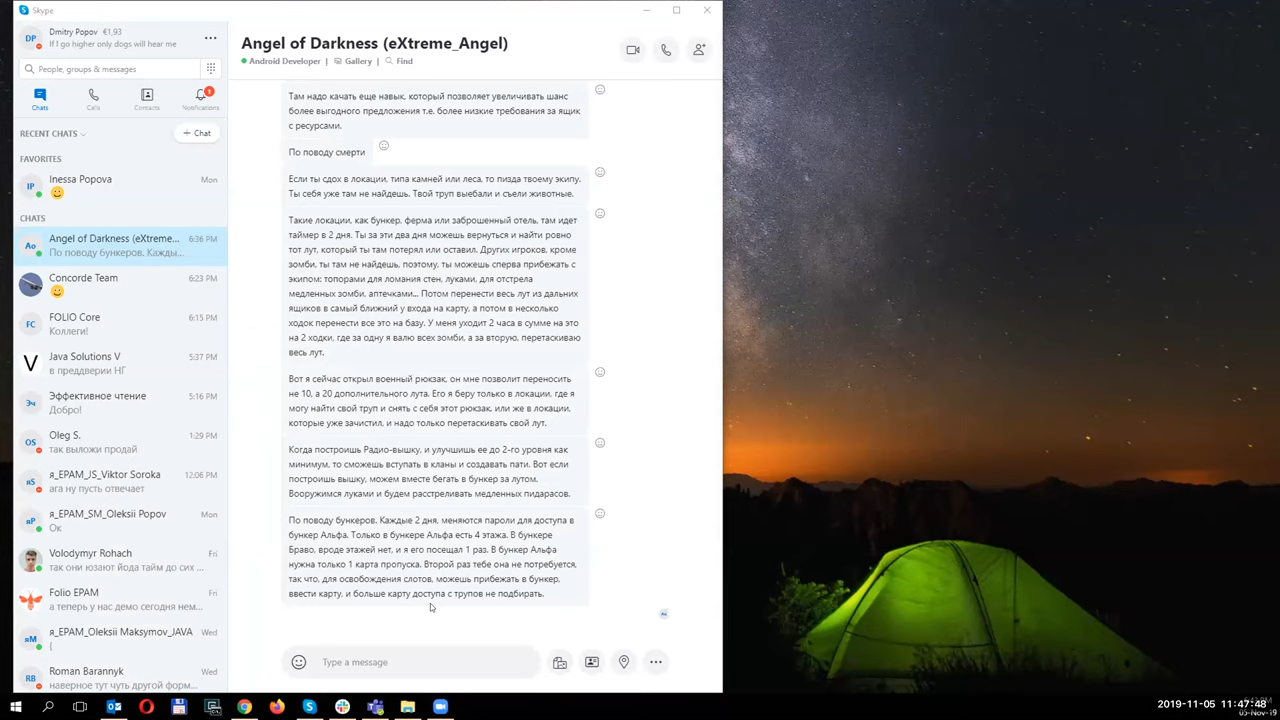 Skype
DP
Dmitry Popov €1,93
If I go higher only dogs will hear me
People, groups & messages
Chats
Calls
Contacts
Notifications
1
RECENT CHATS
+ Chat
FAVORITES
IP
Inessa Popova
Mon
CHATS
Ao
Angel of Darkness (eXtreme...
6:36 PM
По поводу бункеров. Кажды...
Concorde Team
6:23 PM
FC
FOLIO Core
6:15 PM
Коллеги!
V
Java Solutions V
5:37 PM
в преддверии НГ
Эч
Эффективное чтение
5:16 PM
Добро!
OS
Oleg S.
1:29 PM
так выложи продай
яS
я_EPAM_JS_Viktor Soroka
12:06 PM
ага ну пусть отвечает
яP
я_EPAM_SM_Oleksii Popov
Mon
Ок
Volodymyr Rohach
Fri
так они юзают йода тайм до сих ...
Folio EPAM
Fri
а теперь у нас демо сегодня нем...
яM
я_EPAM_Oleksii Maksymov_JAVA
Wed
(
RB
Roman Barannyk
Wed
наверное тут чуть другой форм...
Angel of Darkness (eXtreme_Angel)
Android Developer | Gallery | Find
Там надо качать еще навык, который позволяет увеличивать шанс
более выгодного предложения т.е. более низкие требования за ящик
с ресурсами.
По поводу смерти
Если ты сдох в локации, типа камней или леса, то пизда твоему экипу.
Ты себя уже там не найдешь. Твой труп выебали и съели животные.
Такие локации, как бункер, ферма или заброшенный отель, там идет
таймер в 2 дня. Ты за эти два дня можешь вернуться и найти ровно
тот лут, который ты там потерял или оставил. Других игроков, кроме
зомби, ты там не найдешь, поэтому, ты можешь сперва прибежать с
экипом: топорами для ломания стен, луками, для отстрела
медленных зомби, аптечками... Потом перенести весь лут из дальних
ящиков в самый ближний у входа на карту, а потом в несколько
ходок перенести все это на базу. У меня уходит 2 часа в сумме на это
на 2 ходки, где за одну я валю всех зомби, а за вторую, перетаскиваю
весь лут.
Вот я сейчас открыл военный рюкзак, он мне позволит переносить
не 10, а 20 дополнительного лута. Его я беру только в локации, где я
могу найти свой труп и снять с себя этот рюкзак, или же в локации,
которые уже зачистил, и надо только перетаскивать свой лут.
Когда построишь Радио-вышку, и улучшишь ее до 2-го уровня как
минимум, то сможешь вступать в кланы и создавать пати. Вот если
построишь вышку, можем вместе бегать в бункер за лутом.
Вооружимся луками и будем расстреливать медленных пидарасов.
По поводу бункеров. Каждые 2 дня, меняются пароли для доступа в
бункер Альфа. Только в бункере Альфа есть 4 этажа. В бункере
Браво, вроде этажей нет, и я его посещал 1 раз. В бункер Альфа
нужна только 1 карта пропуска. Второй раз тебе она не потребуется,
так что, для освобождения слотов, можешь прибежать в бункер,
ввести карту, и больше карту доступа с трупов не подбирать.
Ao
Type a message
2019-11-05 11:47:48
05-Nov-19